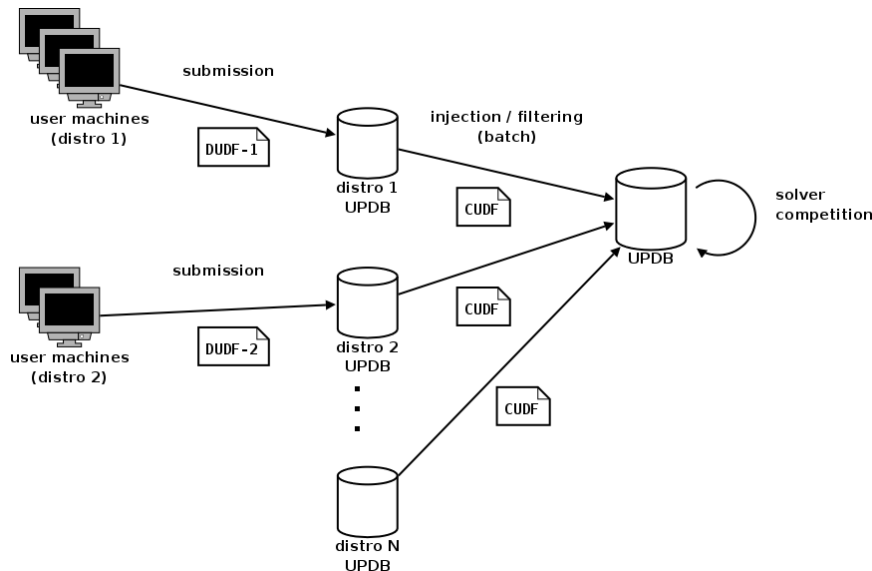 submission
user machines
(distro 1)
DUDF-1
distro 1
UPDB
injection / filtering
(batch)
CUDF
UPDB
solver
competition
submission
user machines
(distro 2)
DUDF-2
distro 2
UPDB
CUDF
CUDF
distro N
UPDB